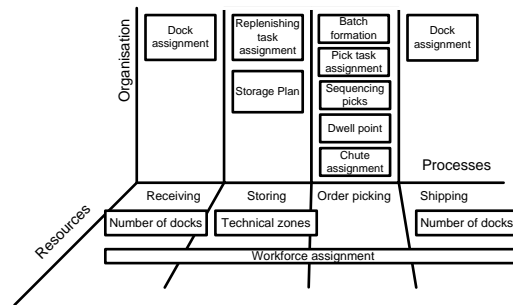 Organisation
Dock
assignment
Replenishing
task
assignment
Storage Plan
Batch
formation
Pick task
assignment
Sequencing
picks
Dwell point
Chute
assignment
Dock
assignment
Processes
Receiving
Storing
Order picking
Shipping
Resources
Number of docks
Technical zones
Number of docks
Workforce assignment